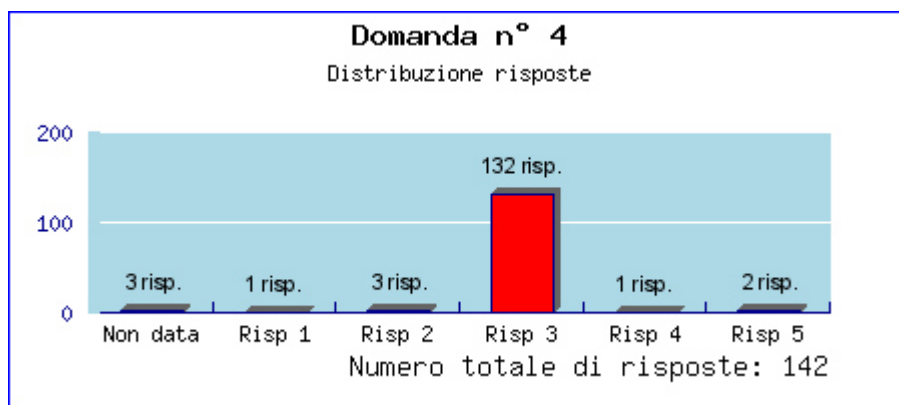 Domanda n° 4
Distribuzione risposte
200
132 risp.
100
3 risp. 1 risp. 3 risp. 1 risp. 2 risp.
0
Non data Risp 1 Risp 2 Risp 3 Risp 4 Risp 5
Numero totale di risposte: 142